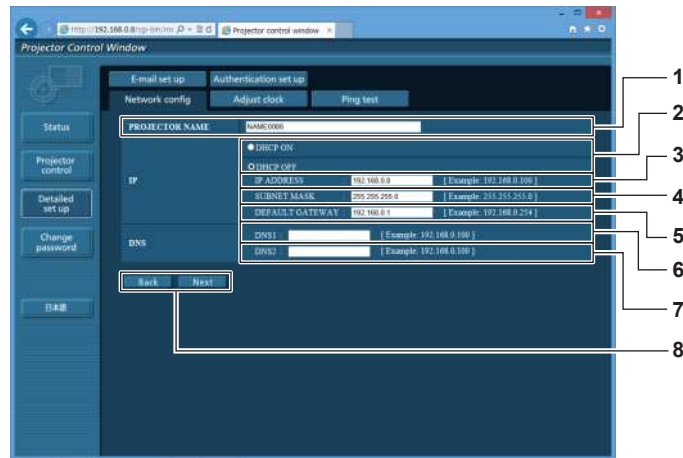 http://192.168.0.8/cgi-bin/m
Projector control window
Projector Control Window
E-mail set up Authentication set up
Network config Adjust clock Ping test
Status
Projector control
Detailed set up
Change password
日本語
PROJECTOR NAME NAME0000
IP
DHCP ON
DHCP OFF
IP ADDRESS : 192.168.0.8 [ Example: 192.168.0.100 ]
SUBNET MASK : 255.255.255.0 [ Example: 255.255.255.0 ]
DEFAULT GATEWAY : 192.168.0.1 [ Example: 192.168.0.254 ]
DNS
DNS1 : [ Example: 192.168.0.100 ]
DNS2 : [ Example: 192.168.0.100 ]
Back Next
1
2
3
4
5
6
7
8